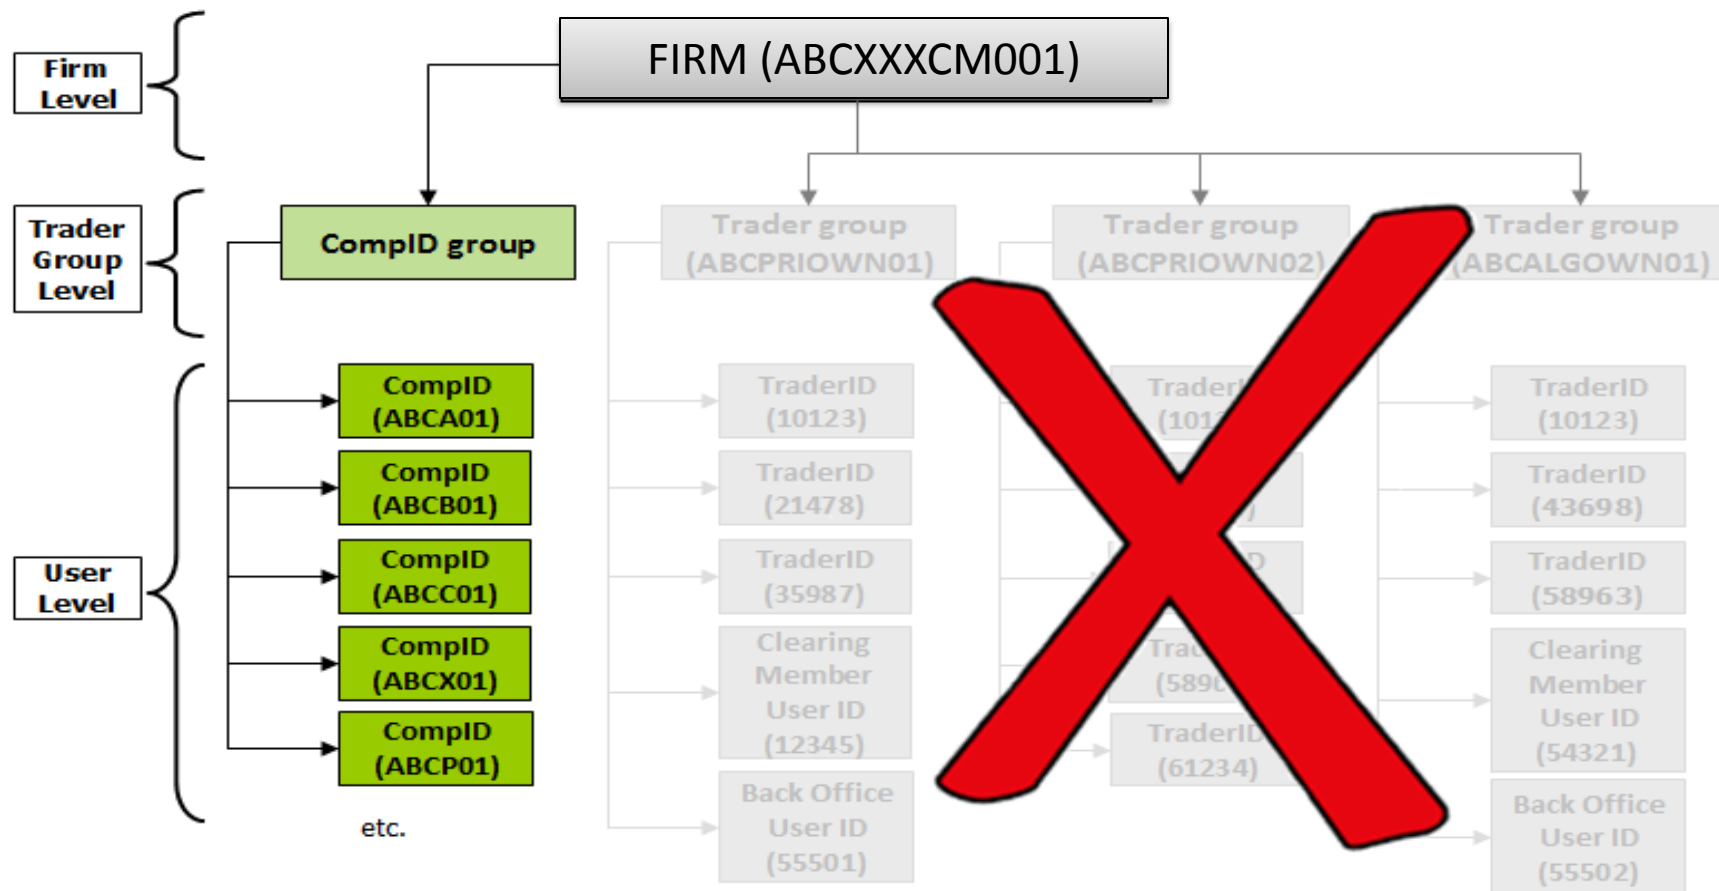 FIRM (ABCXXXCM001)
Firm
Level
Trader
Group
Level
User
Level
CompID group
CompID
(ABCA01)
CompID
(ABCB01)
CompID
(ABCC01)
CompID
(ABCX01)
CompID
(ABCP01)
etc.
Trader group
(ABCPRIOWN01)
TraderID
(10123)
TraderID
(21478)
TraderID
(35987)
Clearing
Member
User ID
(12345)
Back Office
User ID
(55501)
Trader group
(ABCPRIOWN02)
TraderID
(61234)
Trader group
(ABCALGOWN01)
TraderID
(10123)
TraderID
(43698)
TraderID
(58963)
Clearing
Member
User ID
(54321)
Back Office
User ID
(55502)